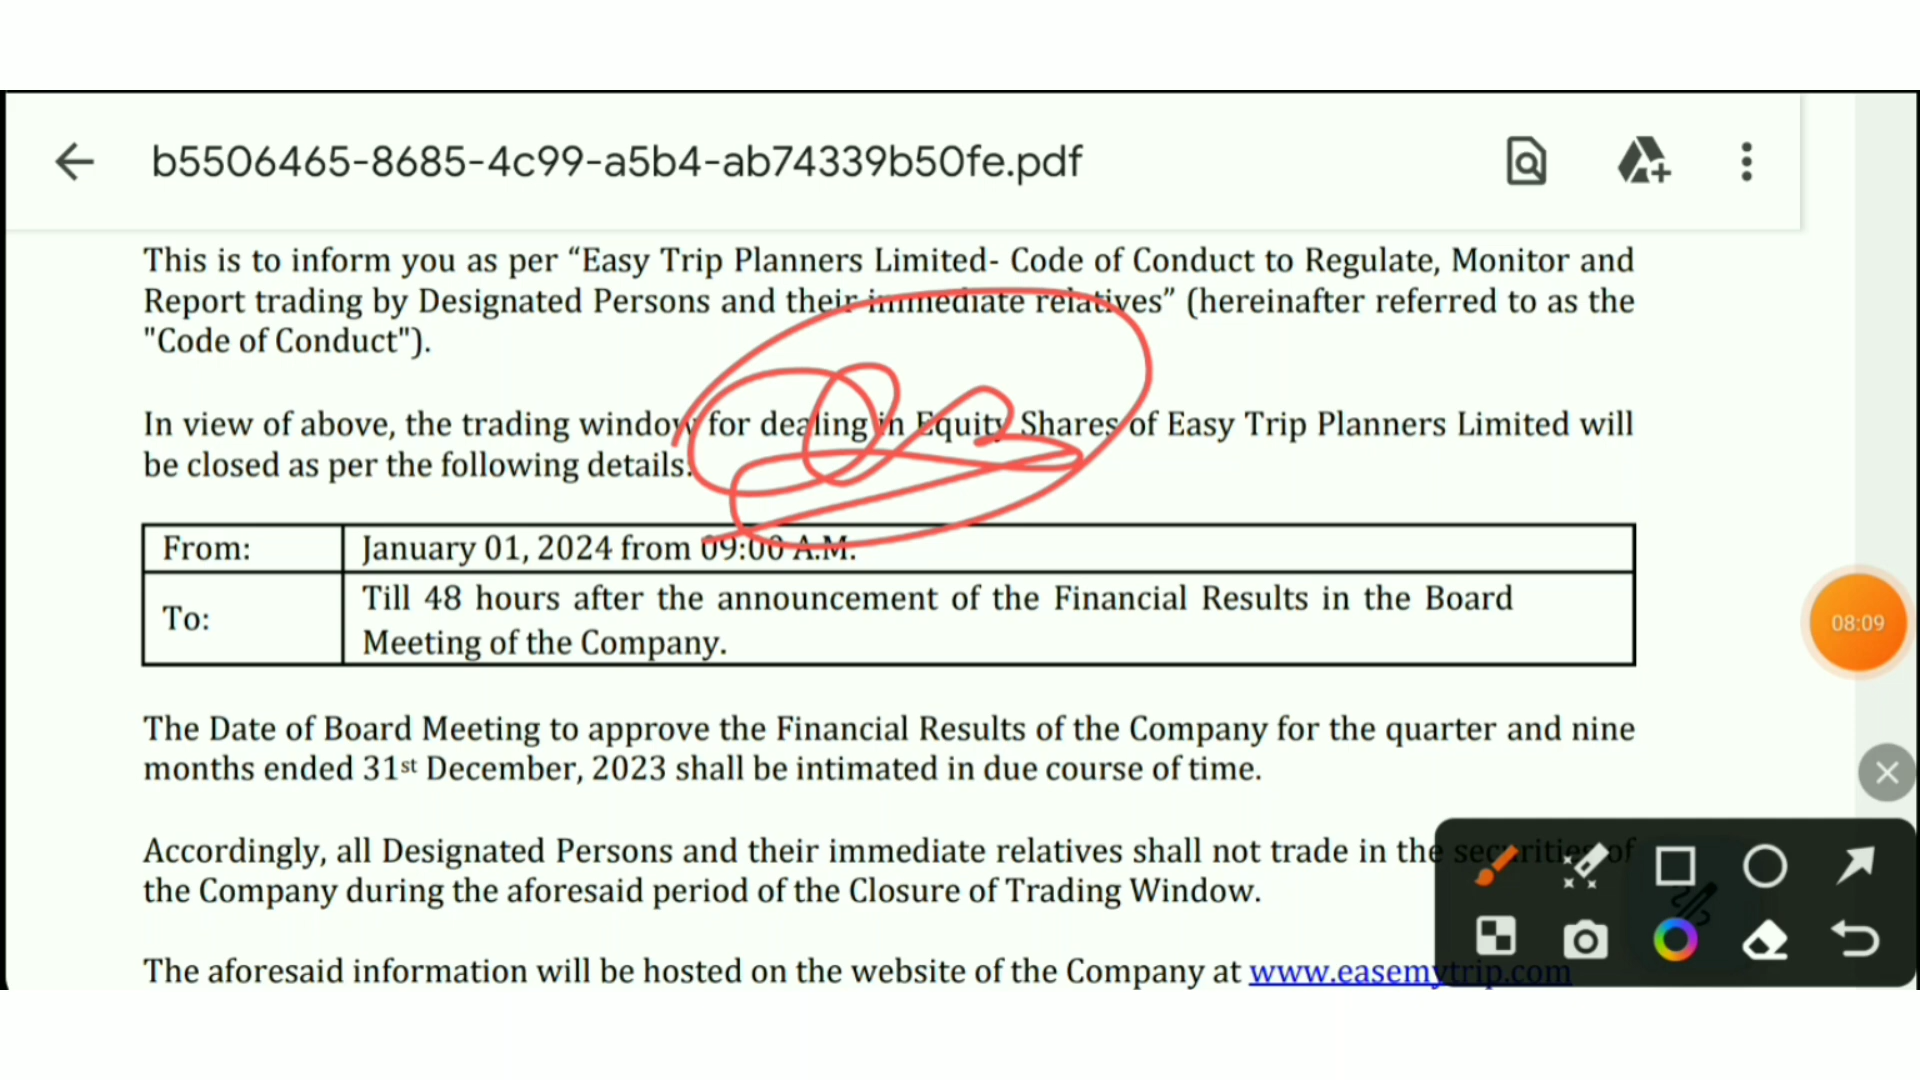 b5506465-8685-4c99-a5b4-ab74339b50fe.pdf
This is to inform you as per “Easy Trip Planners Limited- Code of Conduct to Regulate, Monitor and
Report trading by Designated Persons and their immediate relatives” (hereinafter referred to as the
"Code of Conduct").
In view of above, the trading window for dealing in Equity Shares of Easy Trip Planners Limited will
be closed as per the following details:
From: January 01, 2024 from 09:00 A.M.
To: Till 48 hours after the announcement of the Financial Results in the Board
Meeting of the Company.
08:09
The Date of Board Meeting to approve the Financial Results of the Company for the quarter and nine
months ended 31st December, 2023 shall be intimated in due course of time.
Accordingly, all Designated Persons and their immediate relatives shall not trade in the securities of
the Company during the aforesaid period of the Closure of Trading Window.
The aforesaid information will be hosted on the website of the Company at www.easemytrip.com